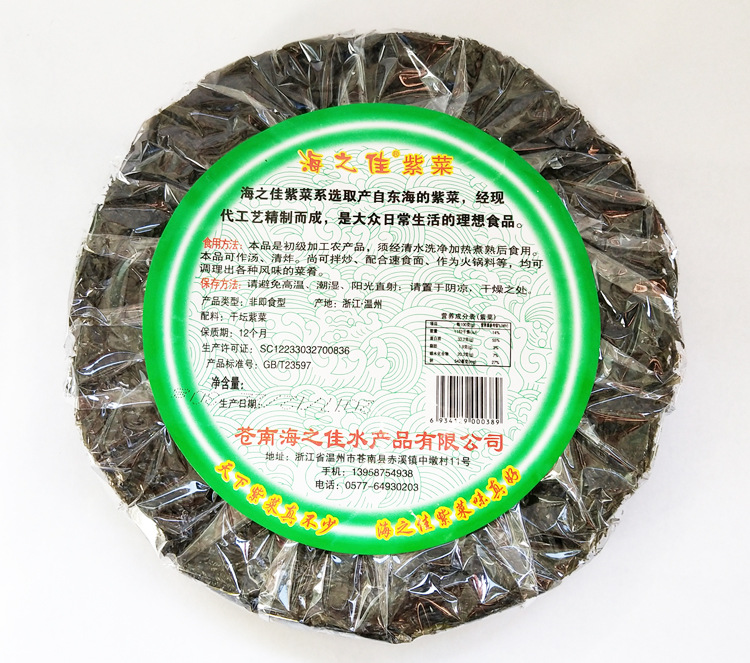 海之佳®紫菜
海之佳紫菜系选取产自东海的紫菜，经现
代工艺精制而成，是大众日常生活的理想食品。
食用方法：本品是初级加工农产品，须经清水洗净加热煮熟后食用。
本品可作汤、清炸。尚可拌炒、配合速食面、作为火锅料等，均可
调理出各种风味的菜肴。
保存方法：请避免高温、潮湿、阳光直射；请置于阴凉、干燥之处。
产品类型：非即食型 产地：浙江·温州
配料：干坛紫菜
保质期：12个月
生产许可证：SC12233032700836
产品标准号：GB/T23597
净含量：
生产日期：
营养成分表(紫菜)
6 934 9 000389
苍南海之佳水产品有限公司
地址：浙江省温州市苍南县赤溪镇中墩村11号
手机：13958754938
电话：0577-64930203
天下紫菜真不少 海之佳紫菜味真好